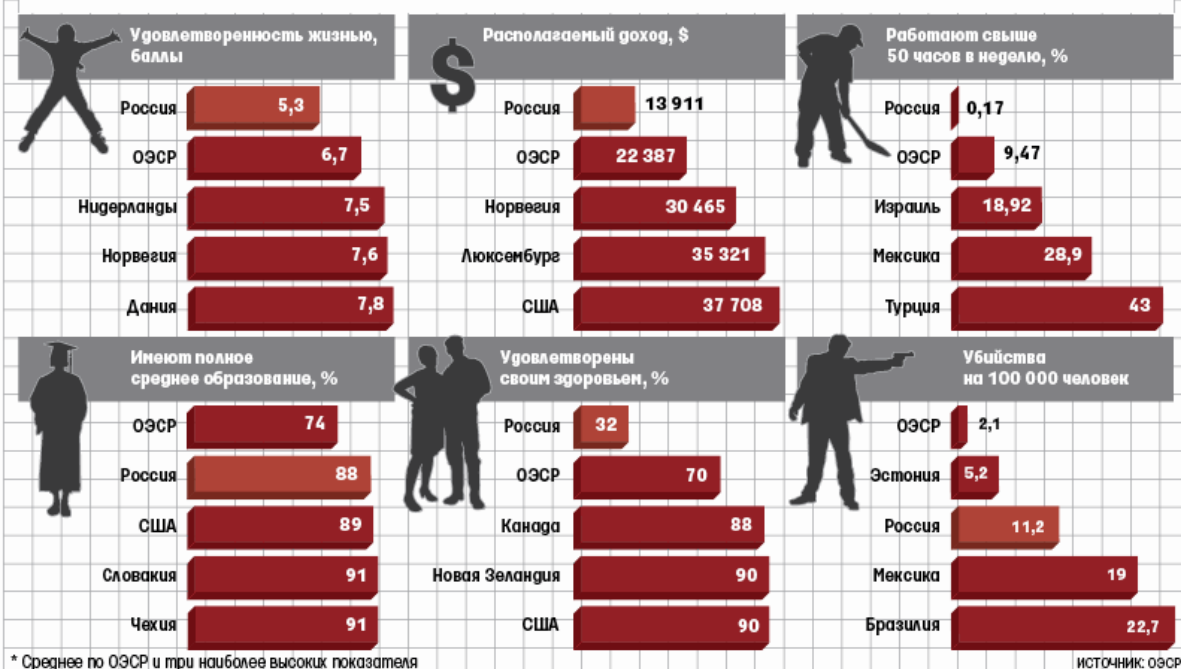 Удовлетворенность жизнью,
баллы
Россия 5,3
ОЭСР 6,7
Нидерланды 7,5
Норвегия 7,6
Дания 7,8
$
Располагаемый доход, $
Россия 13 911
ОЭСР 22 387
Норвегия 30 465
Люксембург 35 321
США 37 708
Работают свыше
50 часов в неделю, %
Россия 0,17
ОЭСР 9,47
Израиль 18,92
Мексика 28,9
Турция 43
Имеют полное
среднее образование, %
ОЭСР 74
Россия 88
США 89
Словакия 91
Чехия 91
Удовлетворены
своим здоровьем, %
Россия 32
ОЭСР 70
Канада 88
Новая Зеландия 90
США 90
Убийства
на 100 000 человек
ОЭСР 2,1
Эстония 5,2
Россия 11,2
Мексика 19
Бразилия 22,7
* Среднее по ОЭСР и три наиболее высоких показателя
ИСТОЧНИК: ОЭСР